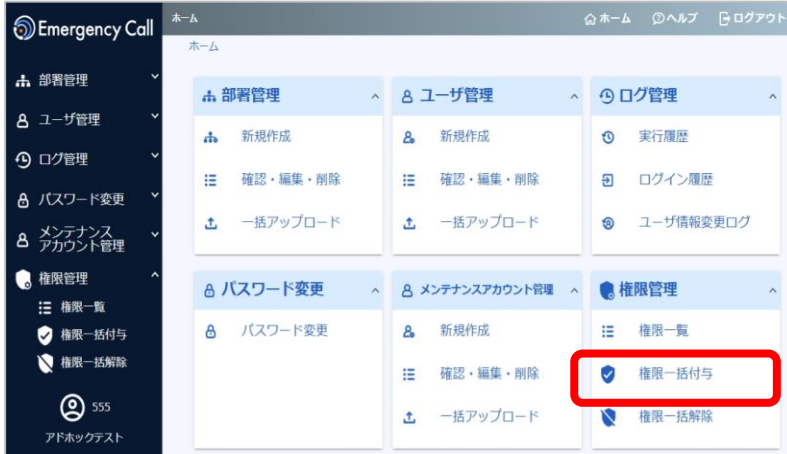 Emergency Call
ホーム
ホーム
ヘルプ
ログアウト
ホーム
部署管理
ユーザ管理
ログ管理
パスワード変更
メンテナンス
アカウント管理
権限管理
権限一覧
権限一括付与
権限一括解除
555
アドホックテスト
部署管理
新規作成
確認・編集・削除
一括アップロード
ユーザ管理
新規作成
確認・編集・削除
一括アップロード
ログ管理
実行履歴
ログイン履歴
ユーザ情報変更ログ
パスワード変更
パスワード変更
メンテナンスアカウント管理
新規作成
確認・編集・削除
一括アップロード
権限管理
権限一覧
権限一括付与
権限一括解除